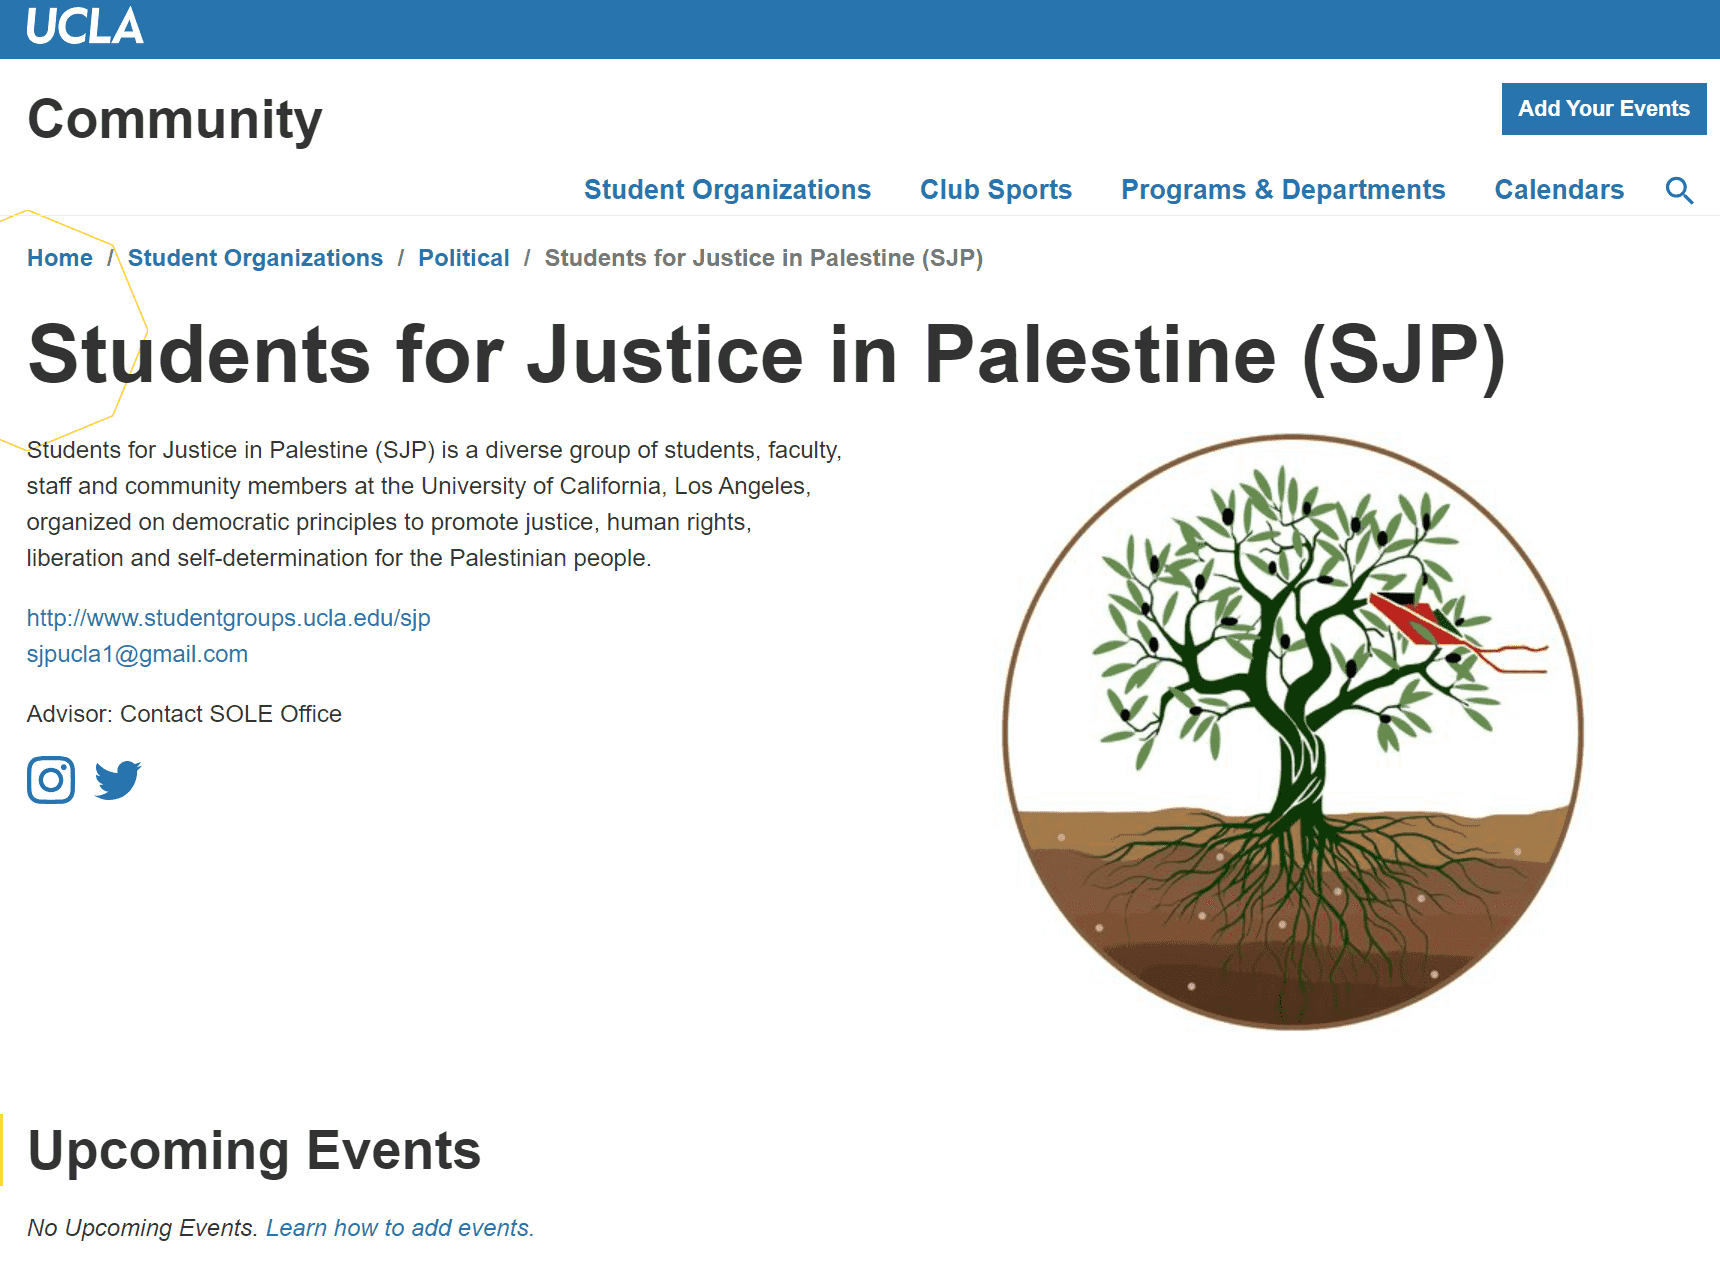 UCLA
Community
Add Your Events
Student Organizations Club Sports Programs & Departments Calendars
Home / Student Organizations / Political / Students for Justice in Palestine (SJP)
Students for Justice in Palestine (SJP)
Students for Justice in Palestine (SJP) is a diverse group of students, faculty,
staff and community members at the University of California, Los Angeles,
organized on democratic principles to promote justice, human rights,
liberation and self-determination for the Palestinian people.
http://www.studentgroups.ucla.edu/sjp
sjpucla1@gmail.com
Advisor: Contact SOLE Office
Upcoming Events
No Upcoming Events. Learn how to add events.